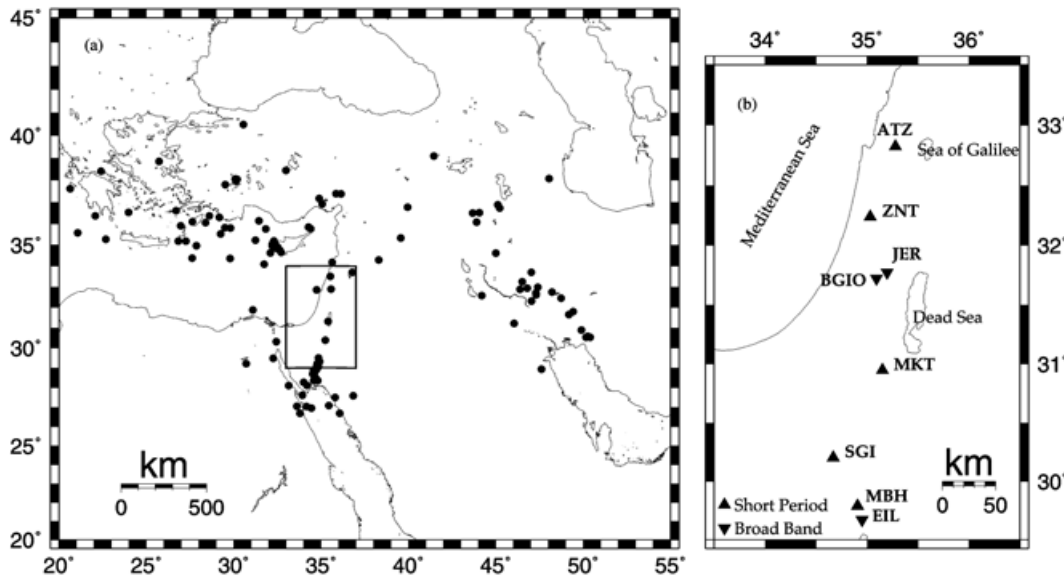 45°
40°
35°
30°
25°
20°
20° 25° 30° 35° 40° 45° 50° 55°
(a)
km
0 500
34° 35° 36°
33°
32°
31°
30°
(b)
Mediterranean Sea
ATZ
Sea of Galilee
ZNT
JER
BGIO
Dead Sea
MKT
SGI
km
0 50
MBH
Short Period
EIL
Broad Band